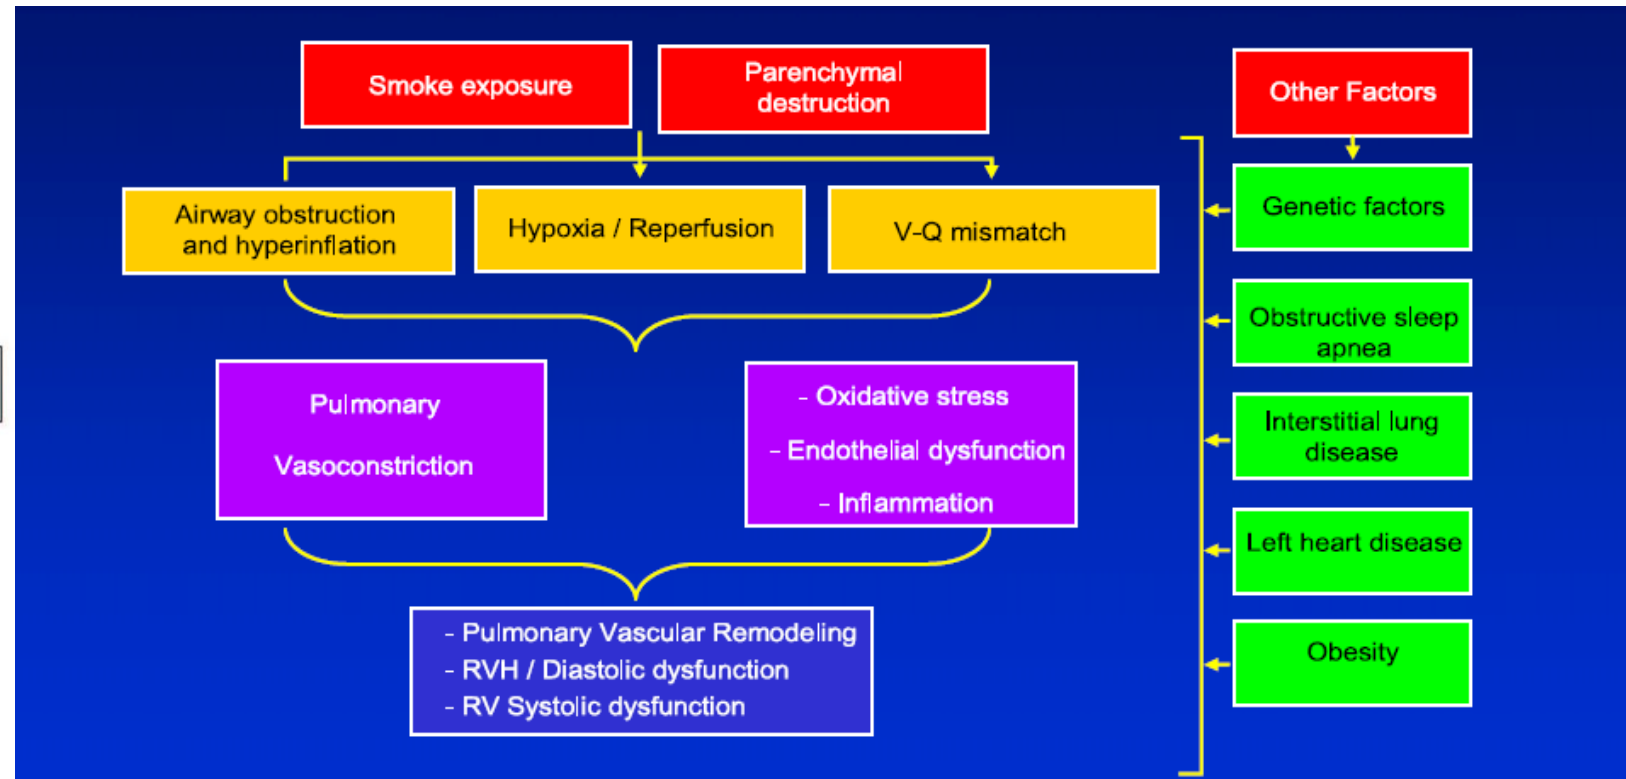 Smoke exposure
Parenchymal
destruction
Other Factors
Airway obstruction
and hyperinflation
Hypoxia / Reperfusion
V-Q mismatch
Genetic factors
Obstructive sleep
apnea
Pulmonary
Vasoconstriction
- Oxidative stress
- Endothelial dysfunction
- Inflammation
Interstitial lung
disease
Left heart disease
- Pulmonary Vascular Remodeling
- RVH / Diastolic dysfunction
- RV Systolic dysfunction
Obesity